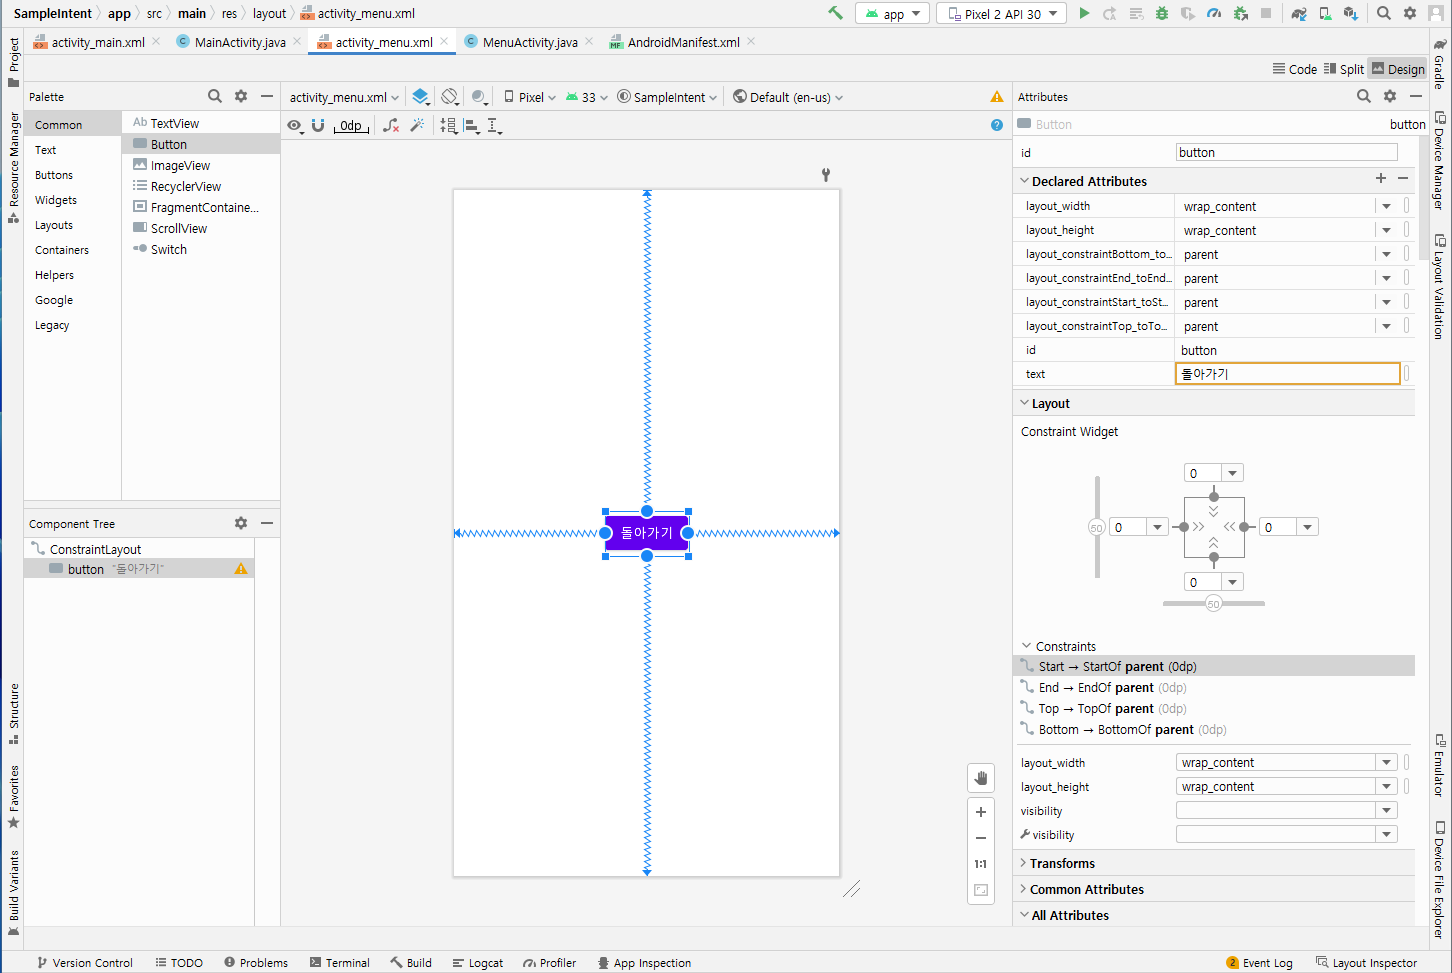 SampleIntent app src main res layout activity_menu.xml
app Pixel 2 API 30
activity_main.xml MainActivity.java activity_menu.xml MenuActivity.java AndroidManifest.xml
Code Split Design
Project
Resource Manager
Structure
Favorites
Build Variants
Palette
Common
Text
Buttons
Widgets
Layouts
Containers
Helpers
Google
Legacy
Ab TextView
Button
ImageView
RecyclerView
FragmentContaine...
ScrollView
Switch
Component Tree
ConstraintLayout
button "돌아가기"
activity_menu.xml Pixel 33 SampleIntent Default (en-us)
0dp
돌아가기
1:1
Attributes
Button button
id button
Declared Attributes
layout_width wrap_content
layout_height wrap_content
layout_constraintBottom_to... parent
layout_constraintEnd_toEnd... parent
layout_constraintStart_toSt... parent
layout_constraintTop_toTo... parent
id button
text 돌아가기
Layout
Constraint Widget
0
50 0 0
0
50
Constraints
Start → StartOf parent (0dp)
End → EndOf parent (0dp)
Top → TopOf parent (0dp)
Bottom → BottomOf parent (0dp)
layout_width wrap_content
layout_height wrap_content
visibility
visibility
Transforms
Common Attributes
All Attributes
Gradle
Device Manager
Layout Validation
Emulator
Device File Explorer
Version Control TODO Problems Terminal Build Logcat Profiler App Inspection 2 Event Log Layout Inspector